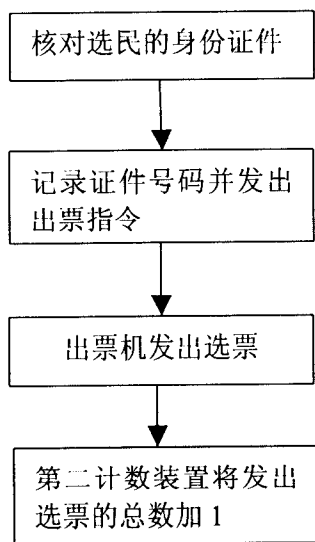 核对选民的身份证件
记录证件号码并发出
出票指令
出票机发出选票
第二计数装置将发出
选票的总数加 1